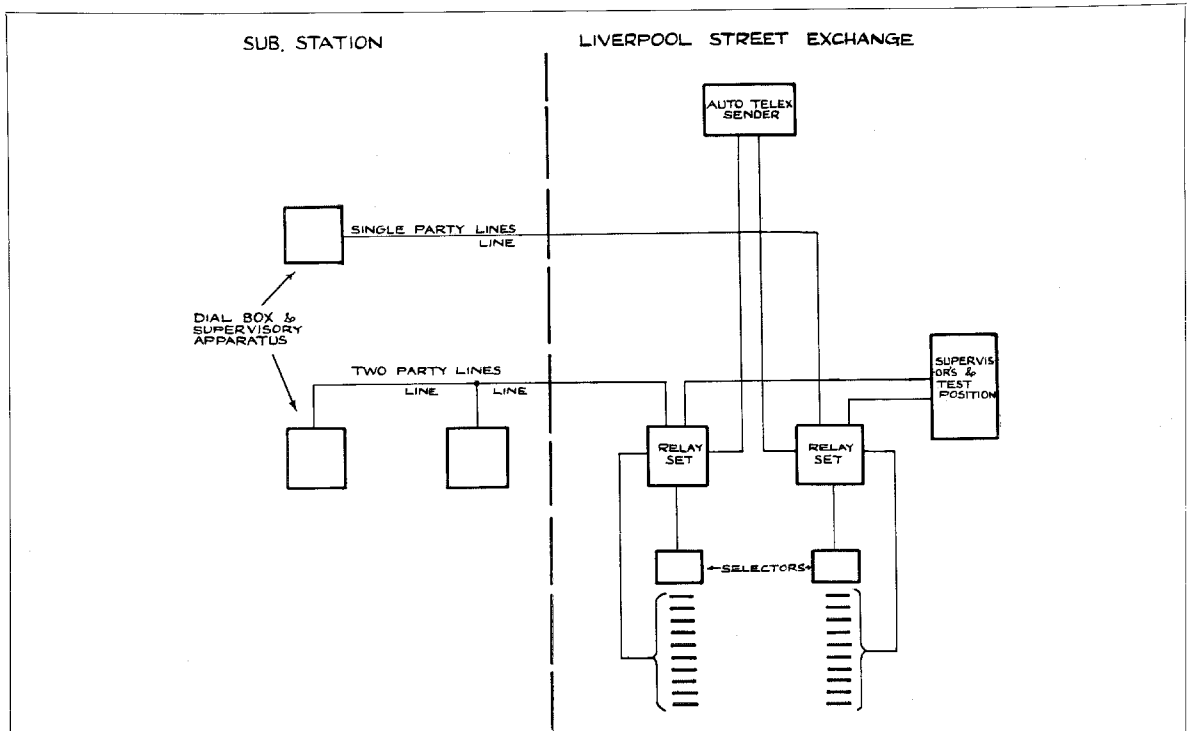 SUB. STATION
LIVERPOOL STREET EXCHANGE
AUTO TELEX
SENDER
SINGLE PARTY LINES
LINE
DIAL BOX &
SUPERVISORY
APPARATUS
TWO PARTY LINES
LINE LINE
SUPERVIS
-OR'S &
TEST
POSITION
RELAY
SET
RELAY
SET
SELECTORS